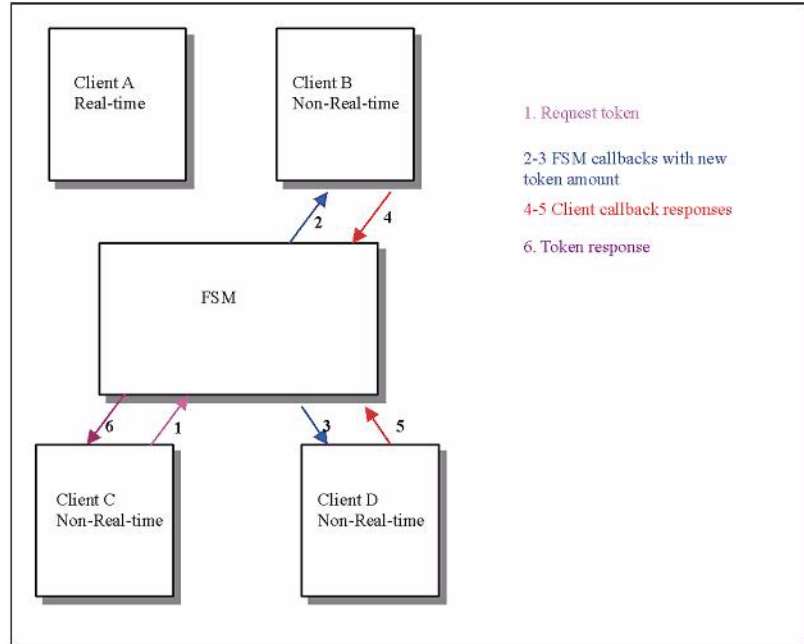 Client A
Real-time
Client B
Non-Real-time
1. Request token
2-3 FSM callbacks with new
token amount
4-5 Client callback responses
6. Token response
2
4
FSM
6
1
3
5
Client C
Non-Real-time
Client D
Non-Real-time